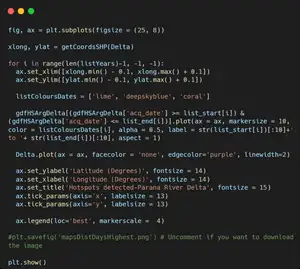 fig, ax = plt.subplots(figsize = (25, 8))
xlong, ylat = getCoordsSHP(Delta)
for i in range(len(listYears)-1, -1, -1):
ax.set_xlim([xlong.min() - 0.1, xlong.max() + 0.1])
ax.set_ylim([ylat.min() - 0.1, ylat.max() + 0.1])
listColoursDates = ['lime', 'deepskyblue', 'coral']
gdfHSArgDelta[(gdfHSArgDelta['acq_date'] >= list_start[i]) &
(gdfHSArgDelta['acq_date'] <= list_end[i])].plot(ax = ax, markersize = 10,
color = listColoursDates[i], alpha = 0.5, label = str(list_start[i])[:10]+'
to '+ str(list_end[i])[:10], aspect = 1)
Delta.plot(ax = ax, facecolor = 'none', edgecolor='purple', linewidth=2)
ax.set_ylabel('Latitude (Degrees)', fontsize = 14)
ax.set_xlabel('Longitude (Degrees)', fontsize = 14)
ax.set_title('Hotspots detected-Parana River Delta', fontsize = 15)
ax.tick_params(axis='x', labelsize = 13)
ax.tick_params(axis='y', labelsize = 13)
ax.legend(loc='best', markerscale = 4)
#plt.savefig('mapsDistDaysHighest.png') # Uncomment if you want to download
the image
plt.show()